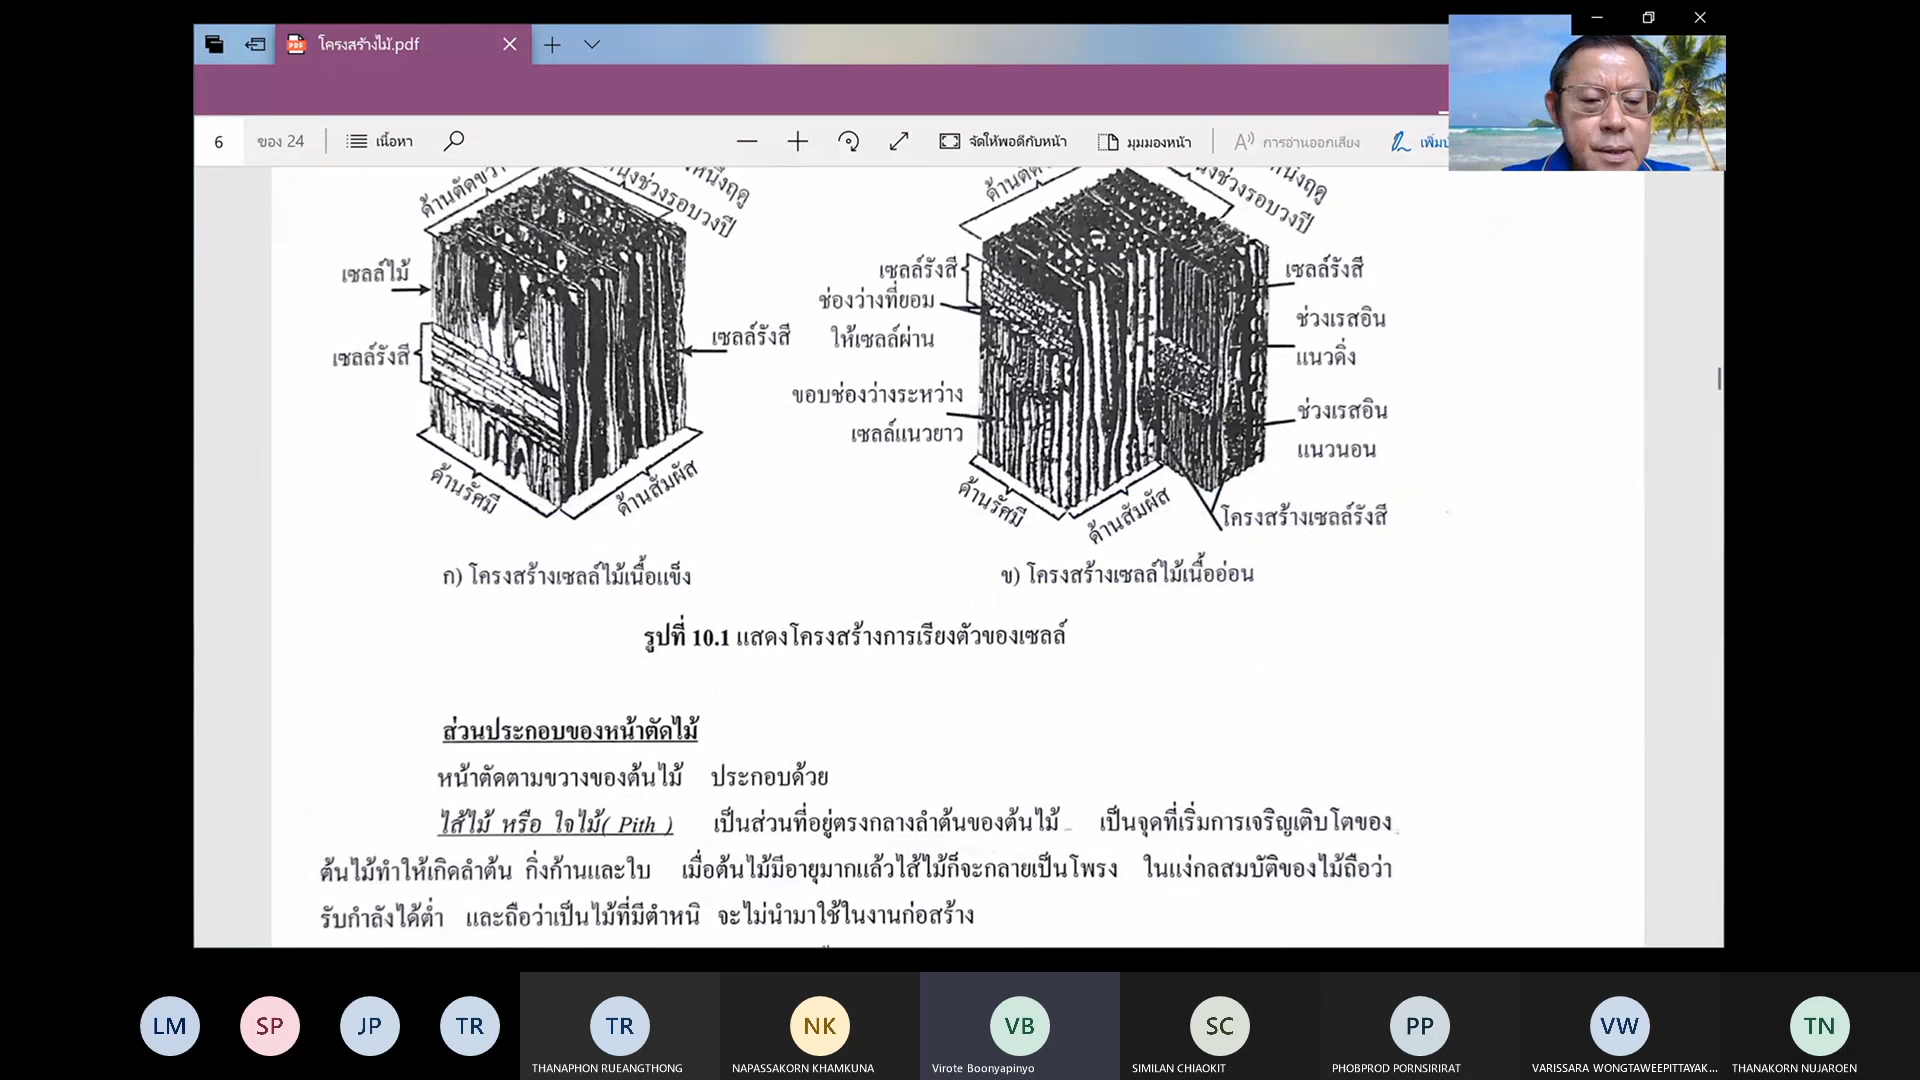 โครงสร้างไม้.pdf
6 ของ 24 เนื้อหา จัดให้พอดีกับหน้า มุมมองหน้า การอ่านออกเสียง
เซลล์ไม้
เซลล์รังสี
เซลล์รังสี
ด้านรัศมี
ด้านสัมผัส
ช่วงรอบวงปี
เซลล์รังสี
ช่องว่างที่ยอม
ให้เซลล์ผ่าน
ขอบช่องว่างระหว่าง
เซลล์แนวยาว
เซลล์รังสี
ช่วงเรสอิน
แนวดิ่ง
ช่วงเรสอิน
แนวนอน
ด้านรัศมี
ด้านสัมผัส
โครงสร้างเซลล์รังสี
ก) โครงสร้างเซลล์ไม้เนื้อแข็ง
ข) โครงสร้างเซลล์ไม้เนื้ออ่อน
รูปที่ 10.1 แสดงโครงสร้างการเรียงตัวของเซลล์
ส่วนประกอบของหน้าตัดไม้
หน้าตัดตามขวางของต้นไม้ ประกอบด้วย
ไส้ไม้ หรือ ใจไม้( Pith ) เป็นส่วนที่อยู่ตรงกลางลำต้นของต้นไม้ เป็นจุดที่เริ่มการเจริญเติบโตของ
ต้นไม้ทำให้เกิดลำต้น กิ่งก้านและใบ เมื่อต้นไม้มีอายุมากแล้วไส้ไม้ก็จะกลายเป็นโพรง ในแง่กลสมบัติของไม้ถือว่า
รับกำลังได้ต่ำ และถือว่าเป็นไม้ที่มีตำหนิ จะไม่นำมาใช้ในงานก่อสร้าง
LM SP JP TR TR NK VB SC PP VW TN
THANAPHON RUEANGTHONG NAPASSAKORN KHAMKUNA Virote Boonyapinyo SIMILAN CHIAOKIT PHOBPROD PORNSIRIRAT VARISSARA WONGTAWEEPITTAYAK... THANAKORN NUJAROEN